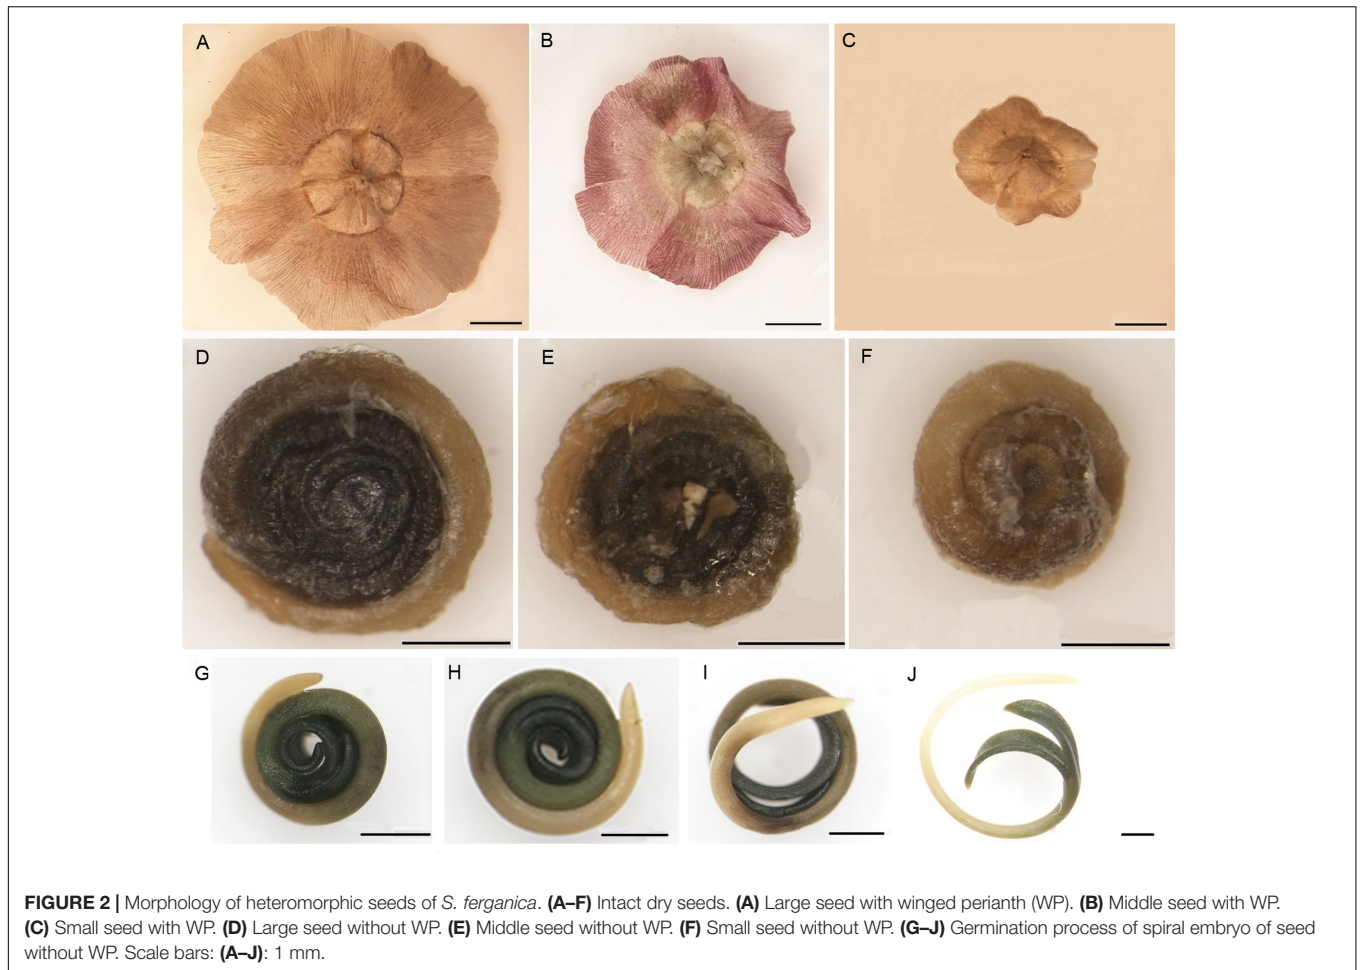 A
B
C
D
E
F
G
H
I
J
FIGURE 2 | Morphology of heteromorphic seeds of S. ferganica. (A–F) Intact dry seeds. (A) Large seed with winged perianth (WP). (B) Middle seed with WP.
(C) Small seed with WP. (D) Large seed without WP. (E) Middle seed without WP. (F) Small seed without WP. (G–J) Germination process of spiral embryo of seed
without WP. Scale bars: (A–J): 1 mm.